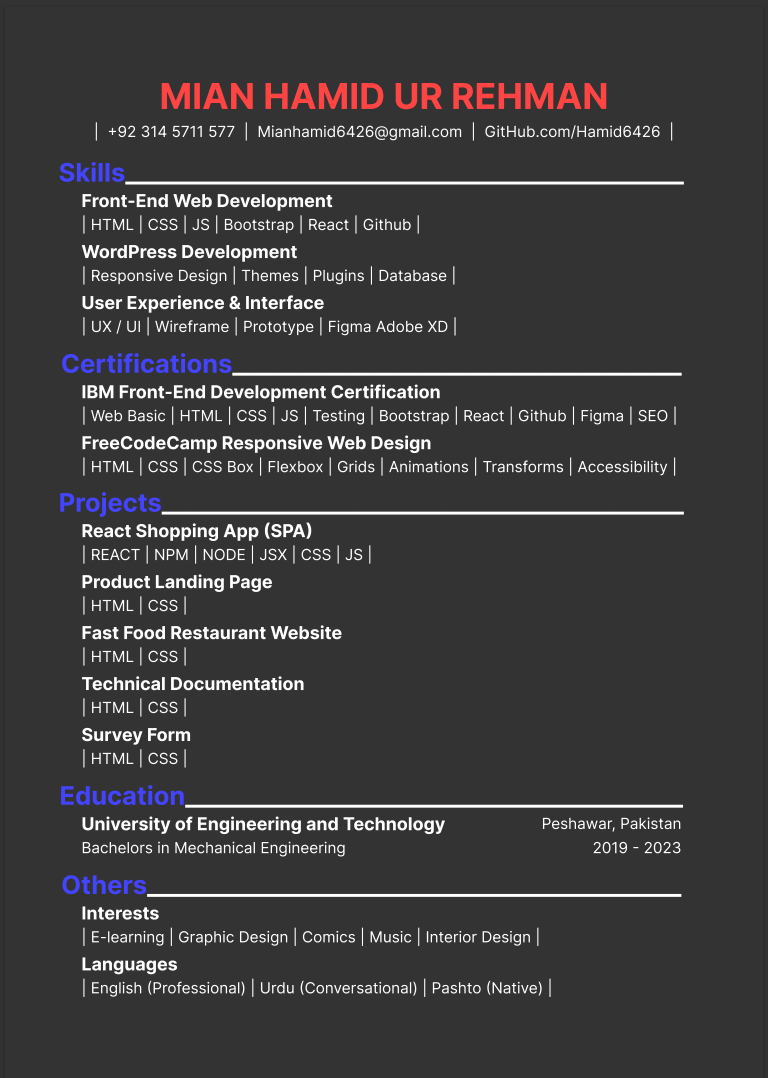 MIAN HAMID UR REHMAN
| +92 314 5711 577 | Mianhamid6426@gmail.com | GitHub.com/Hamid6426 |
Skills
Front-End Web Development
| HTML | CSS | JS | Bootstrap | React | Github |
WordPress Development
| Responsive Design | Themes | Plugins | Database |
User Experience & Interface
| UX / UI | Wireframe | Prototype | Figma Adobe XD |
Certifications
IBM Front-End Development Certification
| Web Basic | HTML | CSS | JS | Testing | Bootstrap | React | Github | Figma | SEO |
FreeCodeCamp Responsive Web Design
| HTML | CSS | CSS Box | Flexbox | Grids | Animations | Transforms | Accessibility |
Projects
React Shopping App (SPA)
| REACT | NPM | NODE | JSX | CSS | JS |
Product Landing Page
| HTML | CSS |
Fast Food Restaurant Website
| HTML | CSS |
Technical Documentation
| HTML | CSS |
Survey Form
| HTML | CSS |
Education
University of Engineering and Technology Peshawar, Pakistan
Bachelors in Mechanical Engineering 2019 - 2023
Others
Interests
| E-learning | Graphic Design | Comics | Music | Interior Design |
Languages
| English (Professional) | Urdu (Conversational) | Pashto (Native) |